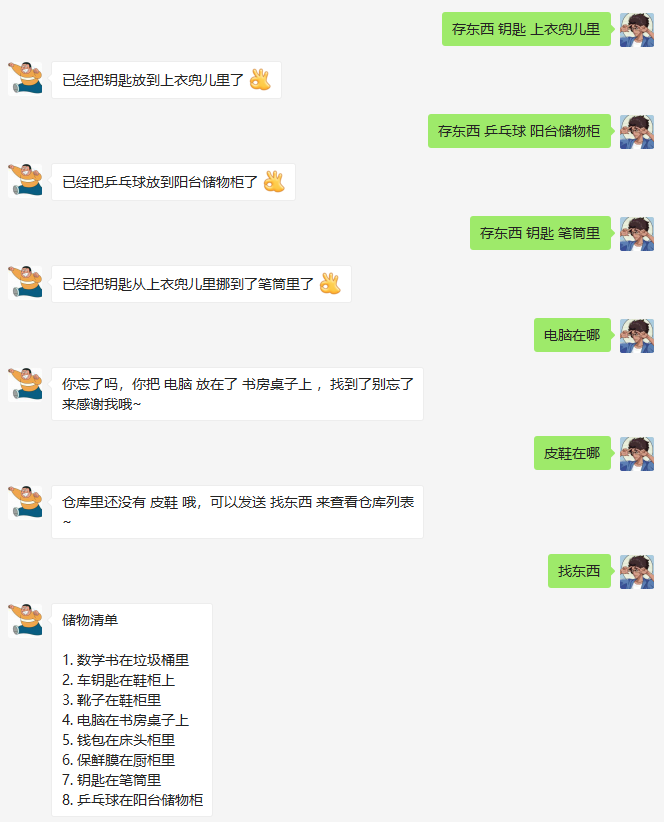 存东西 钥匙 上衣兜儿里
已经把钥匙放到上衣兜儿里了
存东西 乒乓球 阳台储物柜
已经把乒乓球放到阳台储物柜了
存东西 钥匙 笔筒里
已经把钥匙从上衣兜儿里挪到了笔筒里了
电脑在哪
你忘了吗，你把 电脑 放在了 书房桌子上 ，找到了别忘了
来感谢我哦~
皮鞋在哪
仓库里还没有 皮鞋 哦，可以发送 找东西 来查看仓库列表
~
找东西
储物清单
1. 数学书在垃圾桶里
2. 车钥匙在鞋柜上
3. 靴子在鞋柜里
4. 电脑在书房桌子上
5. 钱包在床头柜里
6. 保鲜膜在厨柜里
7. 钥匙在笔筒里
8. 乒乓球在阳台储物柜